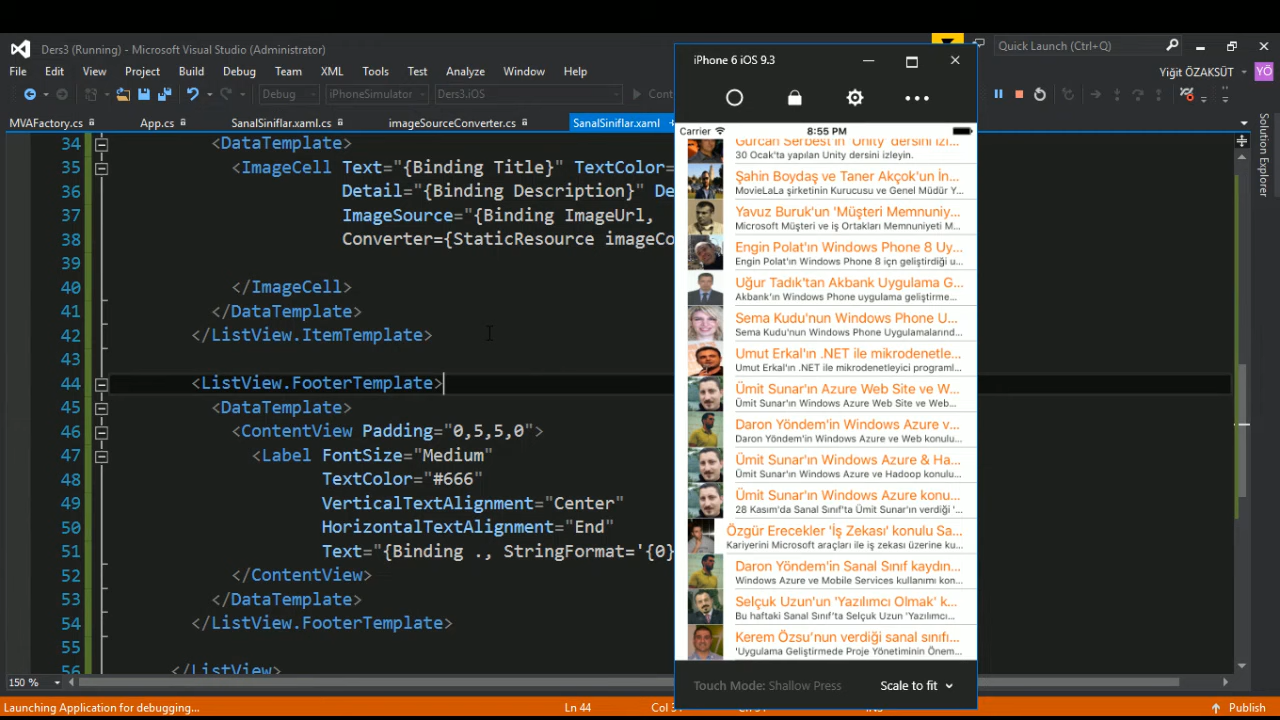 Ders3 (Running) - Microsoft Visual Studio (Administrator)
Quick Launch (Ctrl+Q)
File Edit View Project Build Debug Team XML Tools Test Analyze Window Help
Yiğit ÖZAKSÜT YÖ
Debug iPhoneSimulator Ders3.iOS Cont
MVAFactory.cs App.cs SanalSiniflar.xaml.cs imageSourceConverter.cs SanalSiniflar.xaml
Solution Explorer
34 <DataTemplate>
35 <ImageCell Text="{Binding Title}" TextColor=
36 Detail="{Binding Description}" De
37 ImageSource="{Binding ImageUrl,
38 Converter={StaticResource imageCo
39
40 </ImageCell>
41 </DataTemplate>
42 </ListView.ItemTemplate>
43
44 <ListView.FooterTemplate>
45 <DataTemplate>
46 <ContentView Padding="0,5,5,0">
47 <Label FontSize="Medium"
48 TextColor="#666"
49 VerticalTextAlignment="Center"
50 HorizontalTextAlignment="End"
51 Text="{Binding ., StringFormat='{0}
52 </ContentView>
53 </DataTemplate>
54 </ListView.FooterTemplate>
55
56 </ListView>
150 %
Launching Application for debugging...
Ln 44
Publish
iPhone 6 iOS 9.3
Carrier 8:55 PM
Gürcan Serbest'in 'Unity' dersini izl...
30 Ocak'ta yapılan Unity dersini izleyin.
Şahin Boydaş ve Taner Akçok'un İn...
MovieLaLa şirketinin Kurucusu ve Genel Müdür Y...
Yavuz Buruk'un 'Müşteri Memnuniy...
Microsoft Müşteri ve iş Ortakları Memnuniyeti M...
Engin Polat'ın Windows Phone 8 Uy...
Engin Polat'ın Windows Phone 8 içn geliştirdiği u...
Uğur Tadık'tan Akbank Uygulama G...
Akbank'ın Windows Phone uygulama geliştirme...
Sema Kudu'nun Windows Phone U...
Sema Kudu'nun Windows Phone Uygulamalarınd...
Umut Erkal'ın .NET ile mikrodenetle...
Umut Erkal'ın .NET ile mikrodenetleyici programl...
Ümit Sunar'ın Azure Web Site ve W...
Ümit Sunar'ın Windows Azure Web Site ve Web...
Daron Yöndem'in Windows Azure v...
Daron Yöndem'in Windows Azure ve Web konulu...
Ümit Sunar'ın Windows Azure & Ha...
Ümit Sunar'ın Windows Azure ve Hadoop konulu...
Ümit Sunar'ın Windows Azure konu...
28 Kasım'da Sanal Sınıf'ta Ümit Sunar'ın verdiği '...
Özgür Erecekler 'İş Zekası' konulu Sa...
Kariyerini Microsoft araçları ile iş zekası üzerine ku...
Daron Yöndem'in Sanal Sınıf kaydın...
Windows Azure ve Mobile Services kullanımı kon...
Selçuk Uzun'un 'Yazılımcı Olmak' k...
Bu haftaki Sanal Sınıf'ta Selçuk Uzun 'Yazılımcı...
Kerem Özsu'nun verdiği sanal sınıfı...
'Uygulama Geliştirmede Proje Yönetiminin Önem...
Touch Mode: Shallow Press
Scale to fit